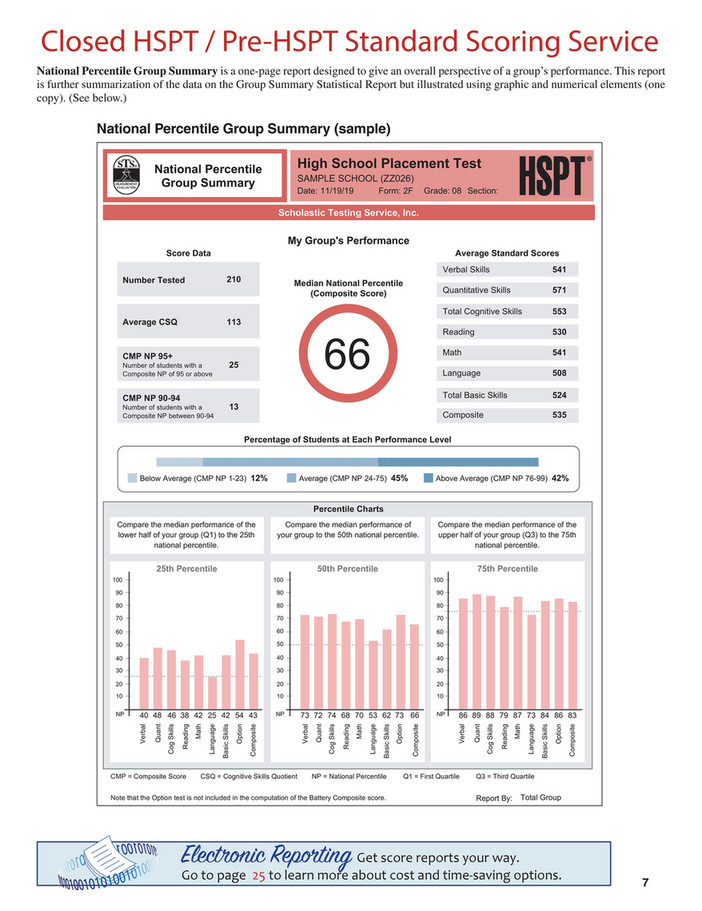 Closed HSPT / Pre-HSPT Standard Scoring Service
National Percentile Group Summary is a one-page report designed to give an overall perspective of a group's performance. This report
is further summarization of the data on the Group Summary Statistical Report but illustrated using graphic and numerical elements (one
copy). (See below.)
National Percentile Group Summary (sample)
STS
National Percentile
Group Summary
High School Placement Test
SAMPLE SCHOOL (ZZ026)
Date: 11/19/19 Form: 2F Grade: 08 Section:
HSPT®
Scholastic Testing Service, Inc.
My Group's Performance
Score Data
Number Tested 210
Average CSQ 113
CMP NP 95+
Number of students with a
Composite NP of 95 or above
25
CMP NP 90-94
Number of students with a
Composite NP between 90-94
13
Median National Percentile
(Composite Score)
66
Average Standard Scores
Verbal Skills 541
Quantitative Skills 571
Total Cognitive Skills 553
Reading 530
Math 541
Language 508
Total Basic Skills 524
Composite 535
Percentage of Students at Each Performance Level
Below Average (CMP NP 1-23) 12% Average (CMP NP 24-75) 45% Above Average (CMP NP 76-99) 42%
Percentile Charts
Compare the median performance of the
lower half of your group (Q1) to the 25th
national percentile.
Compare the median performance of
your group to the 50th national percentile.
Compare the median performance of the
upper half of your group (Q3) to the 75th
national percentile.
25th Percentile
100
90
80
70
60
50
40
30
20
10
NP 40 48 46 38 42 25 42 54 43
Verbal
Quant
Cog Skills
Reading
Math
Language
Basic Skills
Option
Composite
50th Percentile
100
90
80
70
60
50
40
30
20
10
NP 73 72 74 68 70 53 62 73 66
Verbal
Quant
Cog Skills
Reading
Math
Language
Basic Skills
Option
Composite
75th Percentile
100
90
80
70
60
50
40
30
20
10
NP 86 89 88 79 87 73 84 86 83
Verbal
Quant
Cog Skills
Reading
Math
Language
Basic Skills
Option
Composite
CMP = Composite Score CSQ = Cognitive Skills Quotient NP = National Percentile Q1 = First Quartile Q3 = Third Quartile
Note that the Option test is not included in the computation of the Battery Composite score.
Report By: Total Group
Electronic Reporting Get score reports your way.
Go to page 25 to learn more about cost and time-saving options.
7